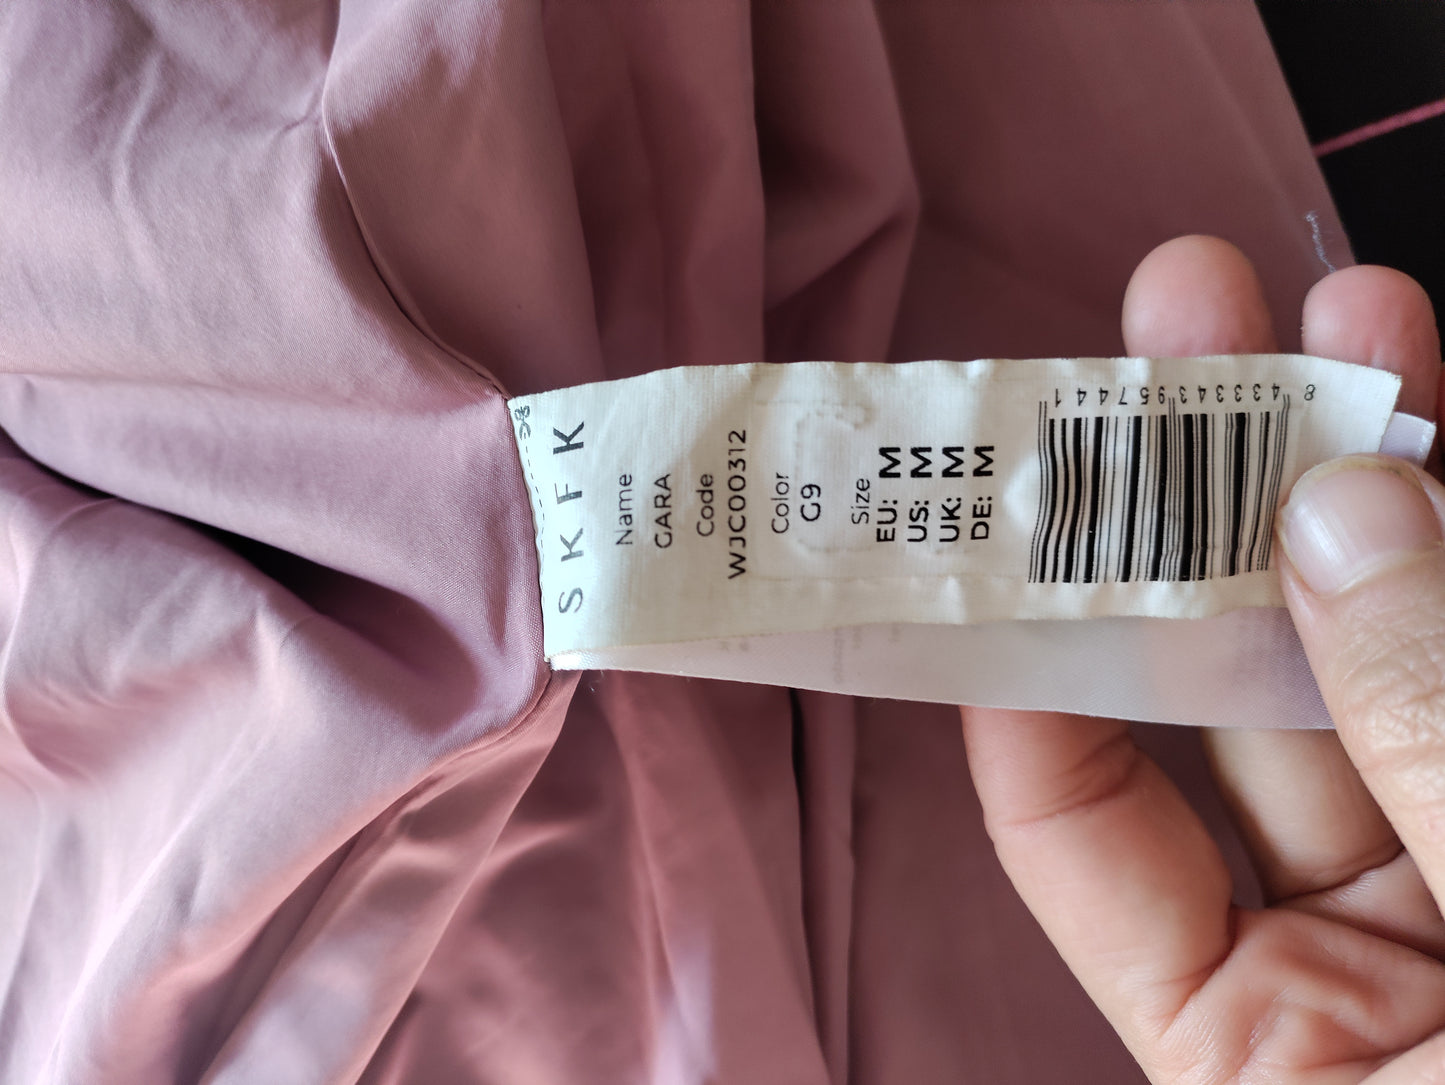 SKFK
Name
GARA
Code
WJC00312
Color
G9
Size
EU: M
US: M
UK: M
DE: M
8 433343 957441